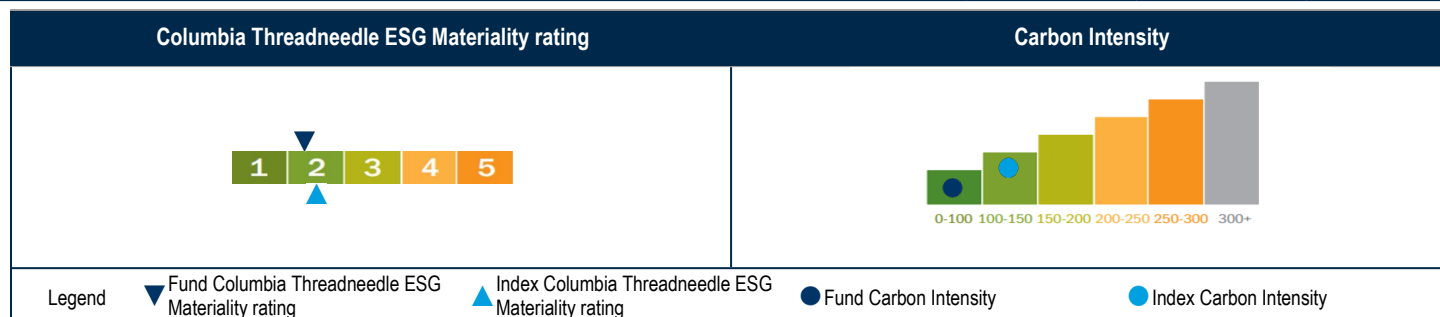 Columbia Threadneedle ESG Materiality rating
Carbon Intensity
1 2 3 4 5
0-100 100-150 150-200 200-250 250-300 300+
Legend
Fund Columbia Threadneedle ESG
Materiality rating
Index Columbia Threadneedle ESG
Materiality rating
Fund Carbon Intensity
Index Carbon Intensity